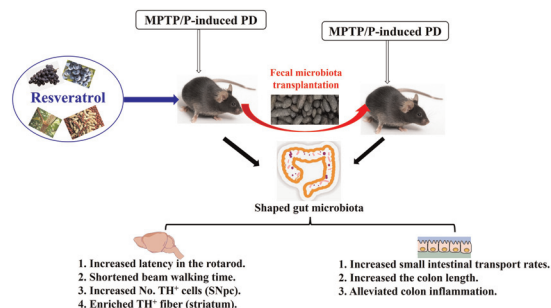 MPTP/P-induced PD
MPTP/P-induced PD
Resveratrol
Fecal microbiota
transplantation
Shaped gut microbiota
1. Increased latency in the rotarod.
2. Shortened beam walking time.
3. Increased No. TH⁺ cells (SNpc).
4. Enriched TH⁺ fiber (striatum).
1. Increased small intestinal transport rates.
2. Increased the colon length.
3. Alleviated colon inflammation.